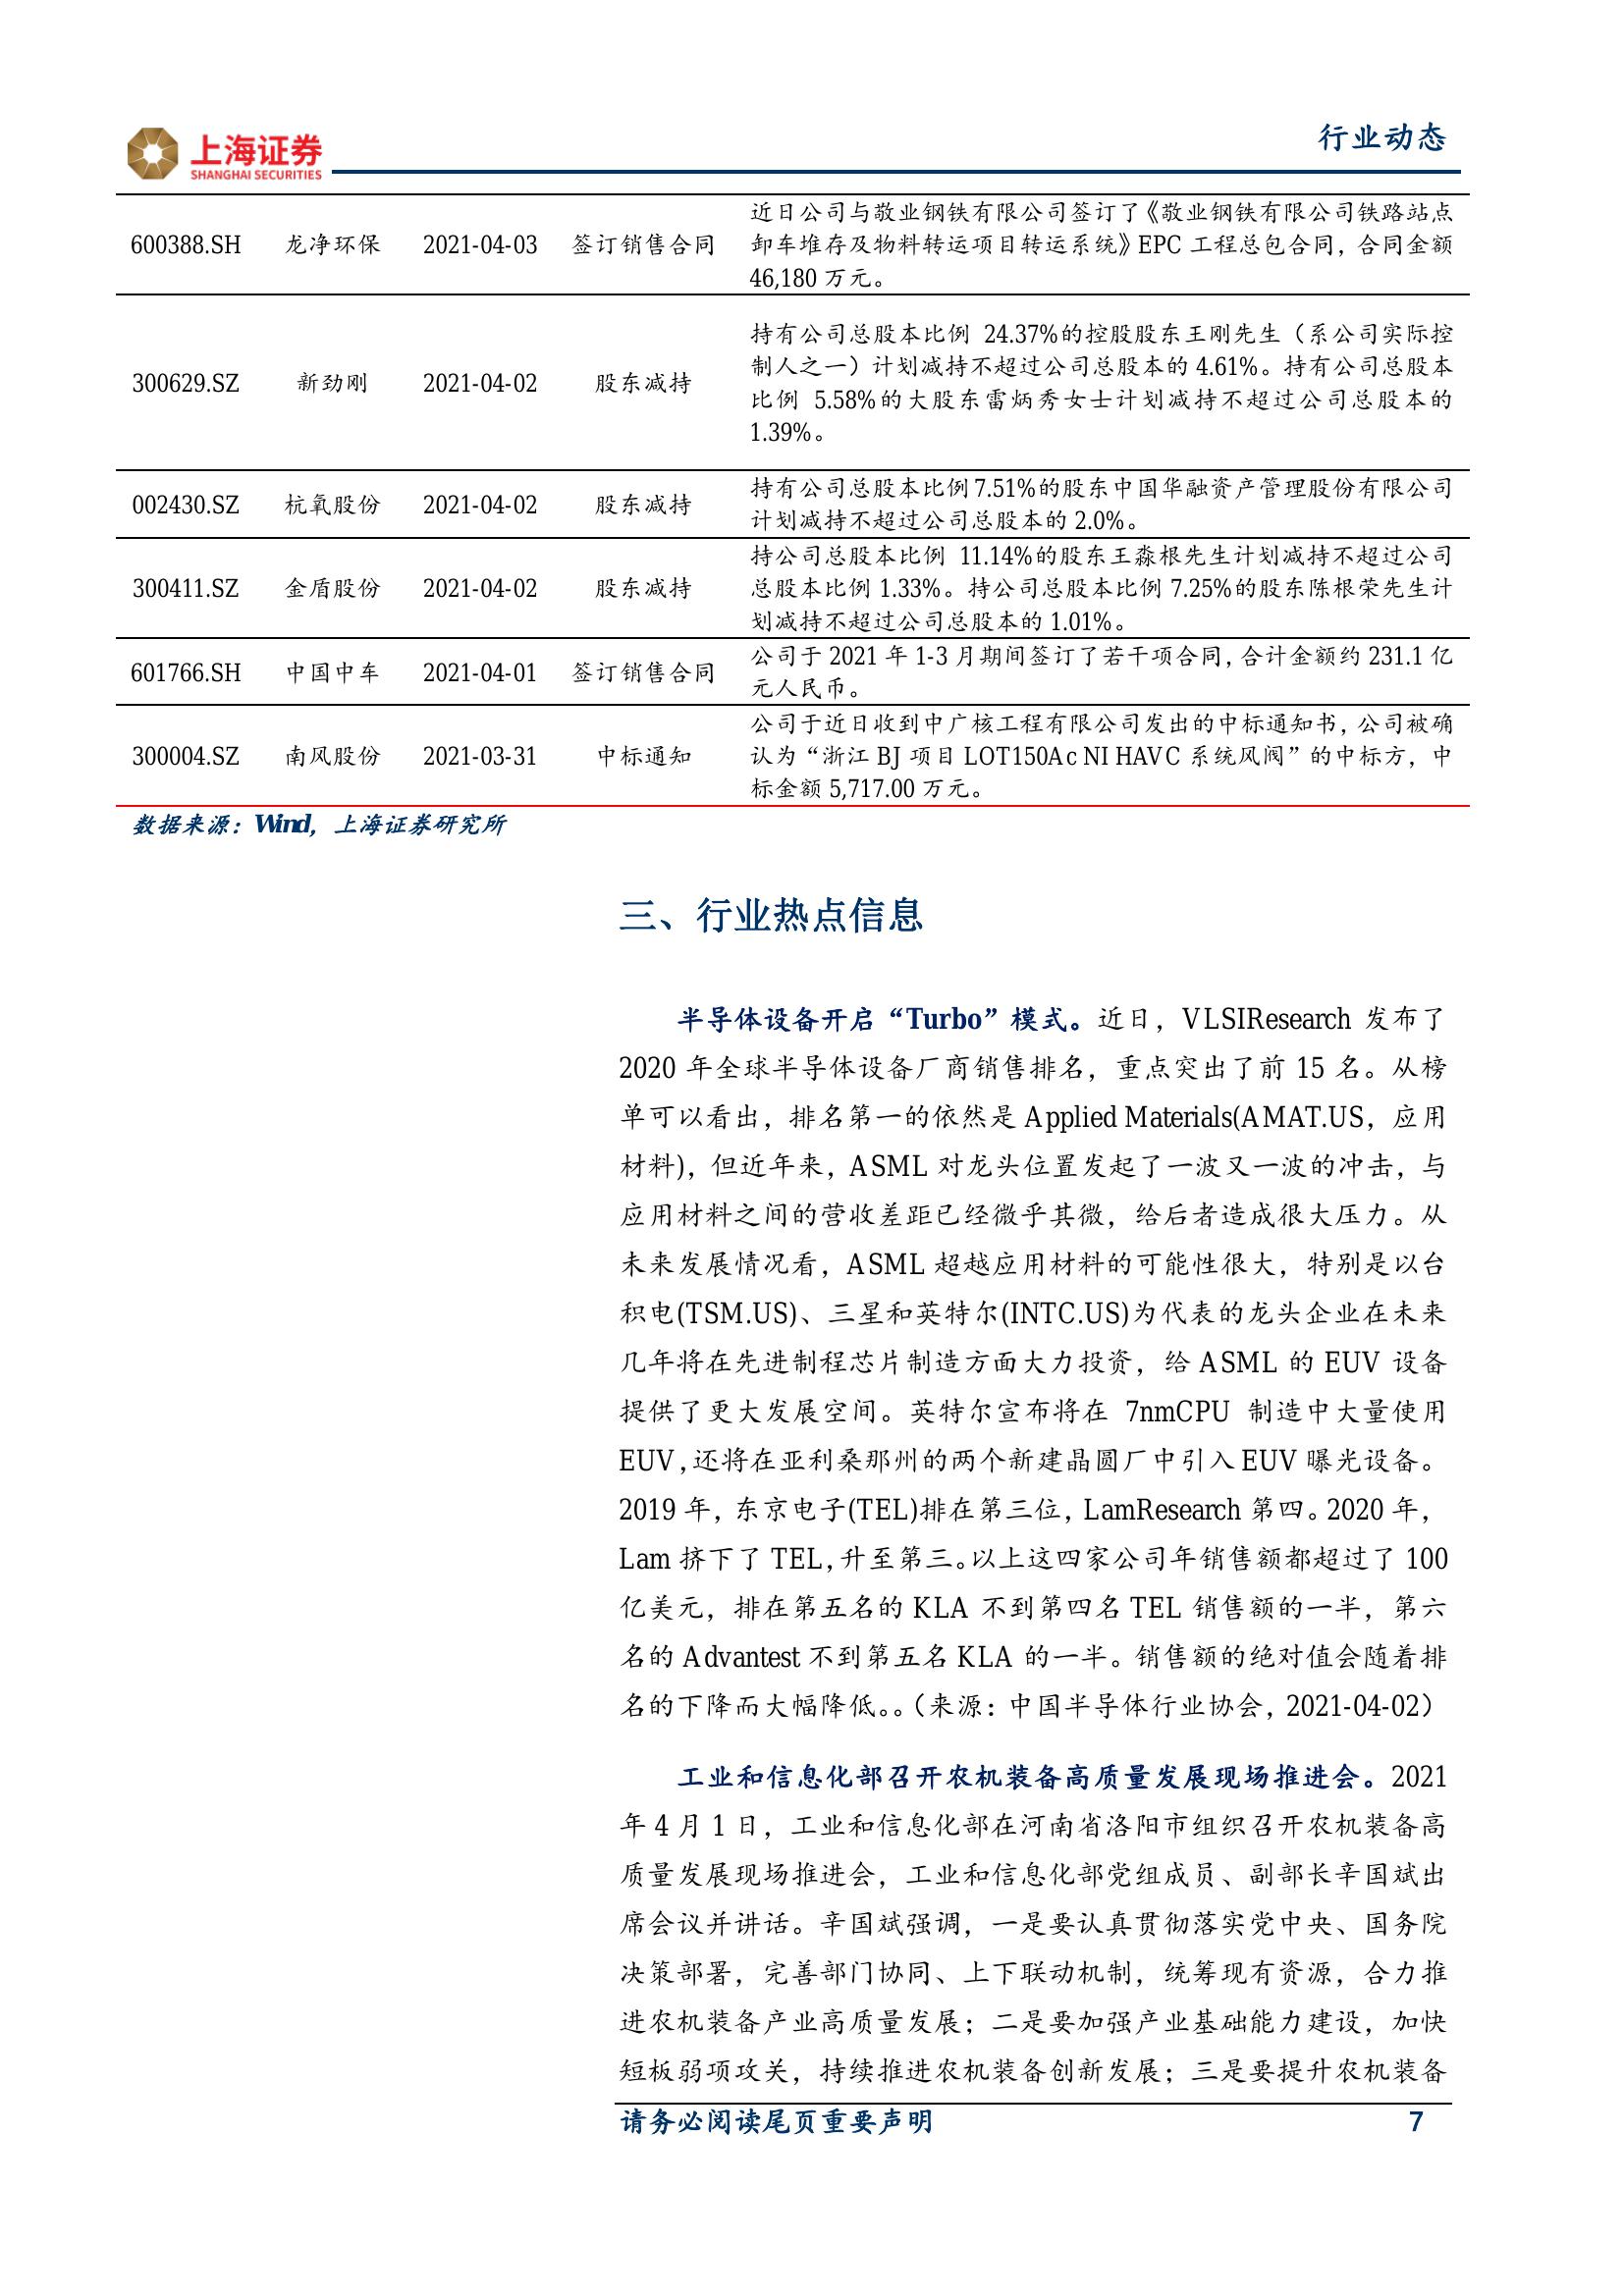 上海证券
SHANGHAI SECURITIES
行业动态
600388.SH 龙净环保 2021-04-03 签订销售合同 近日公司与敬业钢铁有限公司签订了《敬业钢铁有限公司铁路站点
卸车堆存及物料转运项目转运系统》EPC 工程总包合同，合同金额
46,180 万元。
300629.SZ 新劲刚 2021-04-02 股东减持 持有公司总股本比例 24.37%的控股股东王刚先生（系公司实际控
制人之一）计划减持不超过公司总股本的 4.61%。持有公司总股本
比例 5.58%的大股东雷炳秀女士计划减持不超过公司总股本的
1.39%。
002430.SZ 杭氧股份 2021-04-02 股东减持 持有公司总股本比例 7.51%的股东中国华融资产管理股份有限公司
计划减持不超过公司总股本的 2.0%。
300411.SZ 金盾股份 2021-04-02 股东减持 持公司总股本比例 11.14%的股东王淼根先生计划减持不超过公司
总股本比例 1.33%。持公司总股本比例 7.25%的股东陈根荣先生计
划减持不超过公司总股本的 1.01%。
601766.SH 中国中车 2021-04-01 签订销售合同 公司于 2021 年 1-3 月期间签订了若干项合同，合计金额约 231.1 亿
元人民币。
300004.SZ 南风股份 2021-03-31 中标通知 公司于近日收到中广核工程有限公司发出的中标通知书，公司被确
认为“浙江 BJ 项目 LOT150Ac NI HAVC 系统风阀”的中标方，中
标金额 5,717.00 万元。
数据来源：Wind，上海证券研究所
三、行业热点信息
半导体设备开启“Turbo”模式。近日，VLSIResearch 发布了
2020 年全球半导体设备厂商销售排名，重点突出了前 15 名。从榜
单可以看出，排名第一的依然是 Applied Materials(AMAT.US，应用
材料)，但近年来，ASML 对龙头位置发起了一波又一波的冲击，与
应用材料之间的营收差距已经微乎其微，给后者造成很大压力。从
未来发展情况看，ASML 超越应用材料的可能性很大，特别是以台
积电(TSM.US)、三星和英特尔(INTC.US)为代表的龙头企业在未来
几年将在先进制程芯片制造方面大力投资，给 ASML 的 EUV 设备
提供了更大发展空间。英特尔宣布将在 7nmCPU 制造中大量使用
EUV，还将在亚利桑那州的两个新建晶圆厂中引入 EUV 曝光设备。
2019 年，东京电子(TEL)排在第三位，LamResearch 第四。2020 年，
Lam 挤下了 TEL，升至第三。以上这四家公司年销售额都超过了 100
亿美元，排在第五名的 KLA 不到第四名 TEL 销售额的一半，第六
名的 Advantest 不到第五名 KLA 的一半。销售额的绝对值会随着排
名的下降而大幅降低。。（来源：中国半导体行业协会，2021-04-02）
工业和信息化部召开农机装备高质量发展现场推进会。2021
年 4 月 1 日，工业和信息化部在河南省洛阳市组织召开农机装备高
质量发展现场推进会，工业和信息化部党组成员、副部长辛国斌出
席会议并讲话。辛国斌强调，一是要认真贯彻落实党中央、国务院
决策部署，完善部门协同、上下联动机制，统筹现有资源，合力推
进农机装备产业高质量发展；二是要加强产业基础能力建设，加快
短板弱项攻关，持续推进农机装备创新发展；三是要提升农机装备
请务必阅读尾页重要声明 7